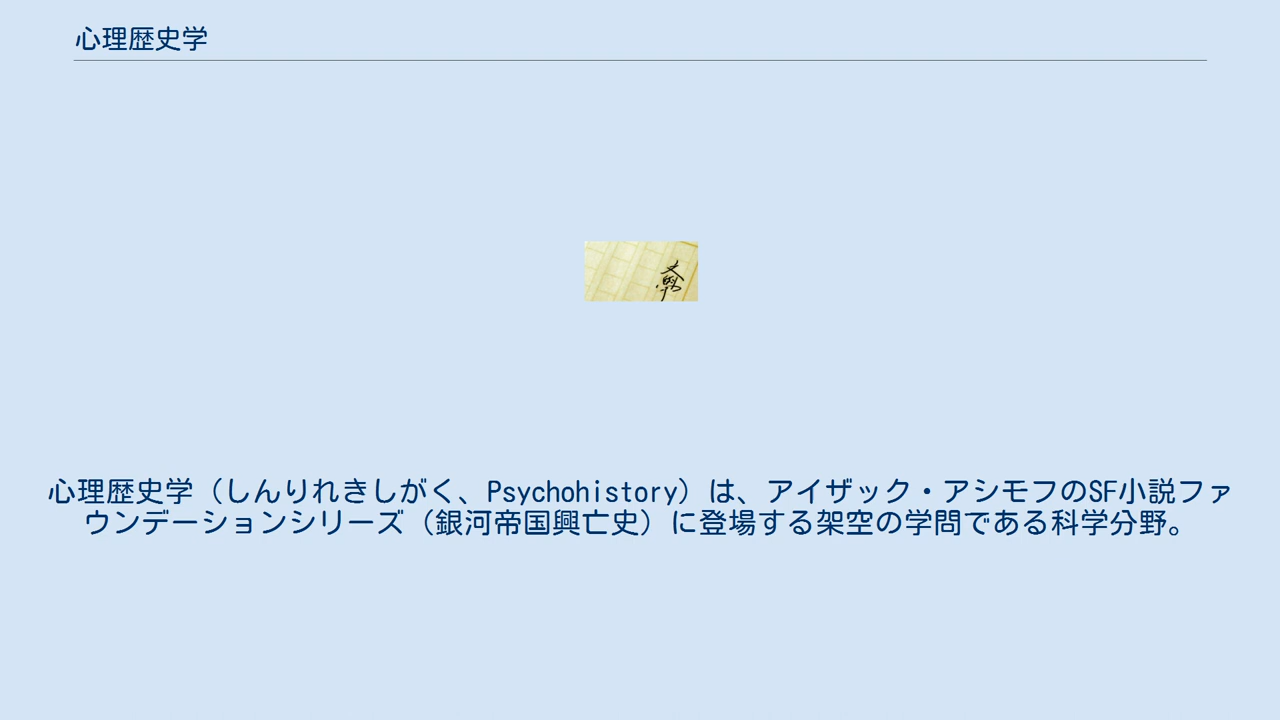 心理歴史学
心理歴史学（しんりれきしがく、Psychohistory）は、アイザック・アシモフのSF小説ファ
ウンデーションシリーズ（銀河帝国興亡史）に登場する架空の学問である科学分野。